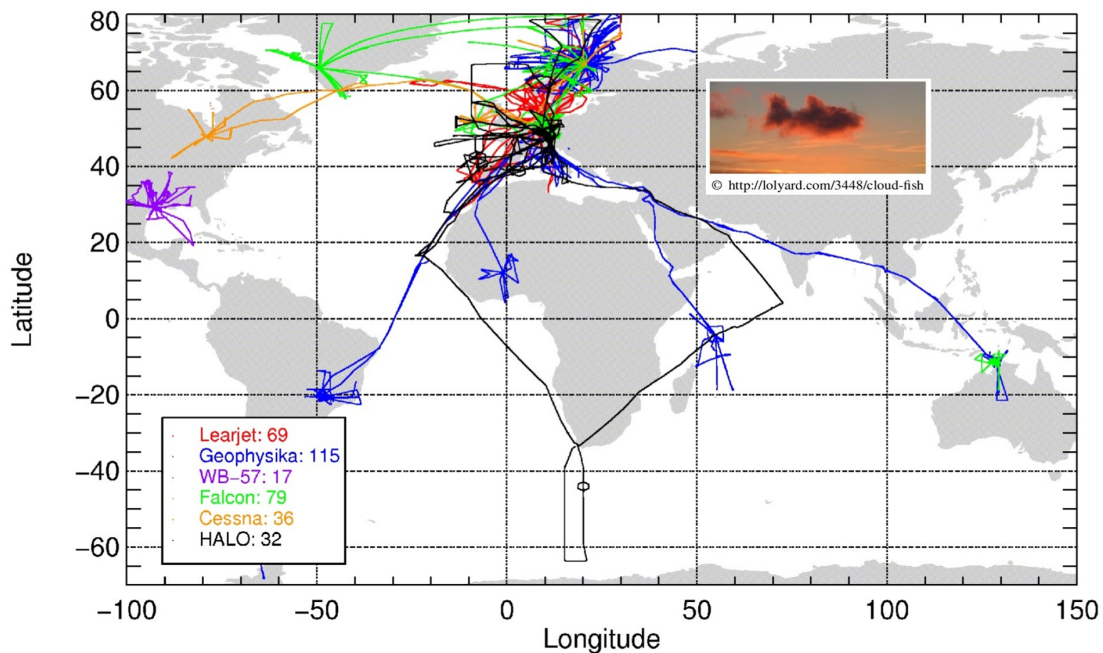 80
60
40
20
0
−20
−40
−60
Latitude
© http://lolyard.com/3448/cloud-fish
Learjet: 69
Geophysika: 115
WB−57: 17
Falcon: 79
Cessna: 36
HALO: 32
−100 −50 0 50 100 150
Longitude